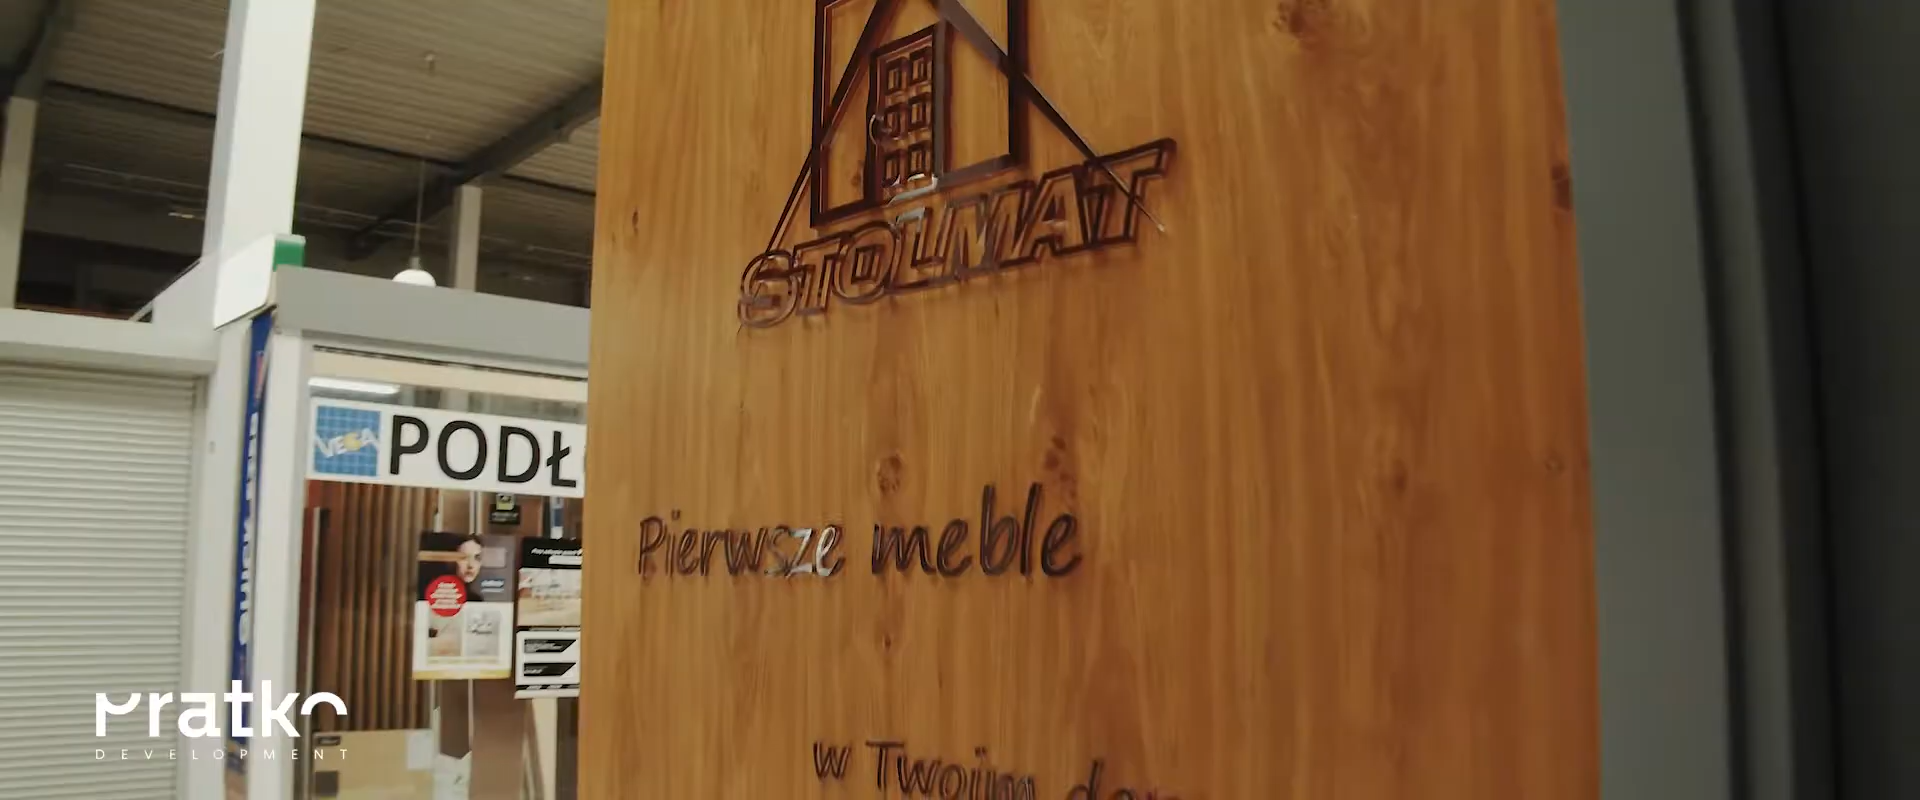 STOLMAT
VEGA
PODŁ
Pierwsze meble
w Twoim
Pratko
DEVELOPMENT